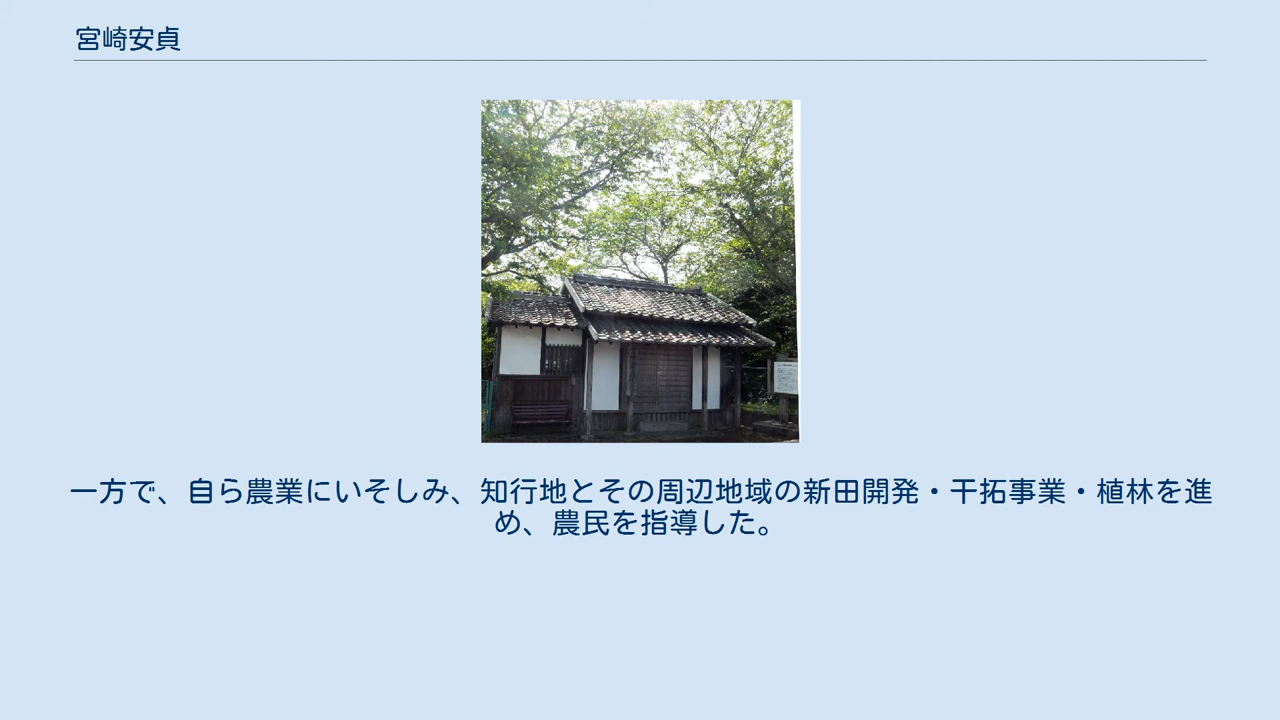 宮崎安貞
一方で、自ら農業にいそしみ、知行地とその周辺地域の新田開発・干拓事業・植林を進
め、農民を指導した。